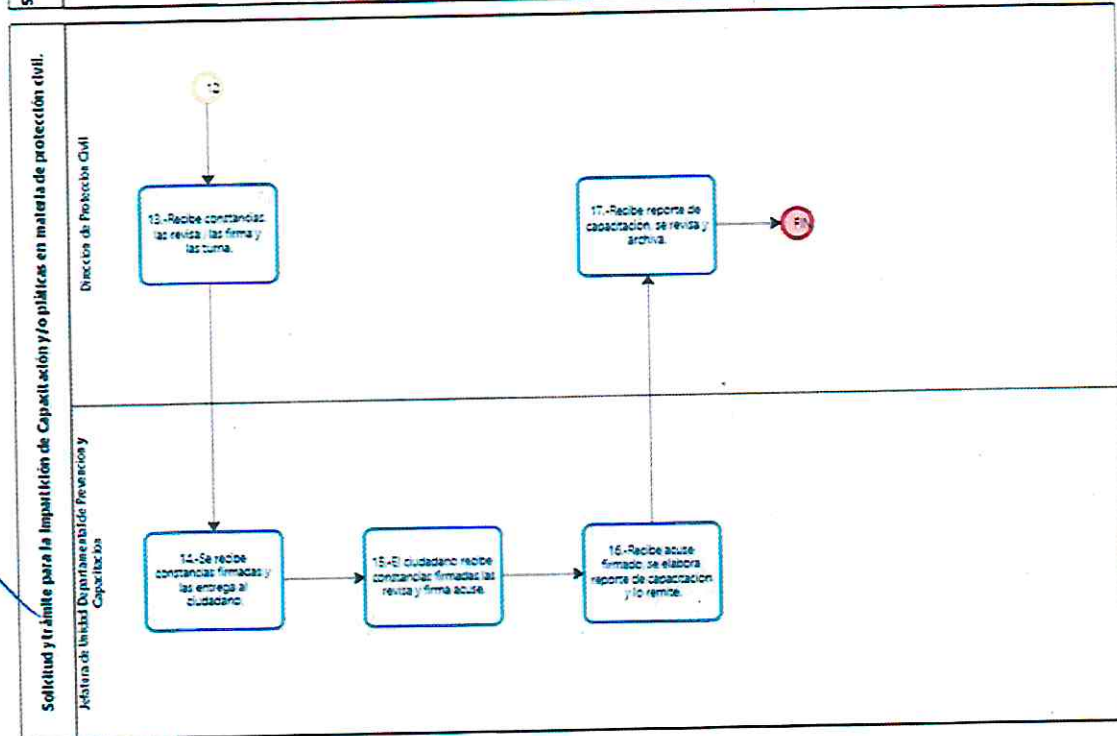 Solicitud y trámite para la Impartición de Capacitación y/o pláticas en materia de protección civil.
Dirección de Protección Civil
12
13.-Recibe constancias,
las revisa, las firma y
las turna.
17.-Recibe reporte de
capacitación, se revisa y
archiva.
FIN
Jefatura de Unidad Departamental de Prevención y
Capacitación
14.-Se recibe
constancias firmadas y
las entrega al
ciudadano.
15.-El ciudadano recibe
constancias firmadas las
revisa y firma acuse.
16.-Recibe acuse
firmado, se elabora
reporte de capacitación
y lo remite.